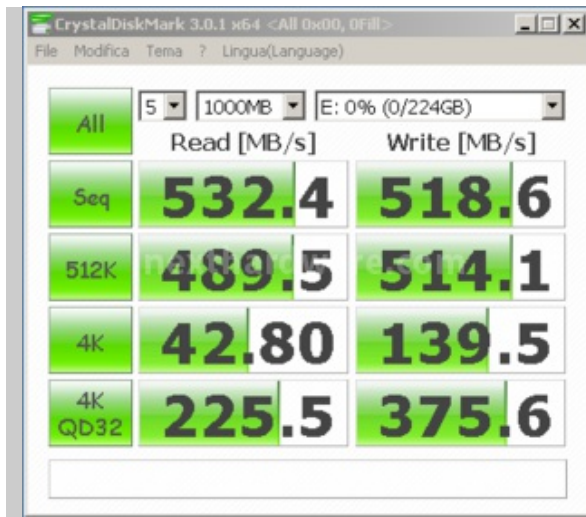 CrystalDiskMark 3.0.1 x64 <All 0x00, 0Fill>
File Modifica Tema ? Lingua(Language)
All 5 1000MB E: 0% (0/224GB)
Read [MB/s] Write [MB/s]
Seq 532.4 518.6
512K 489.5 514.1
nexthardware.com
4K 42.80 139.5
4K
QD32 225.5 375.6